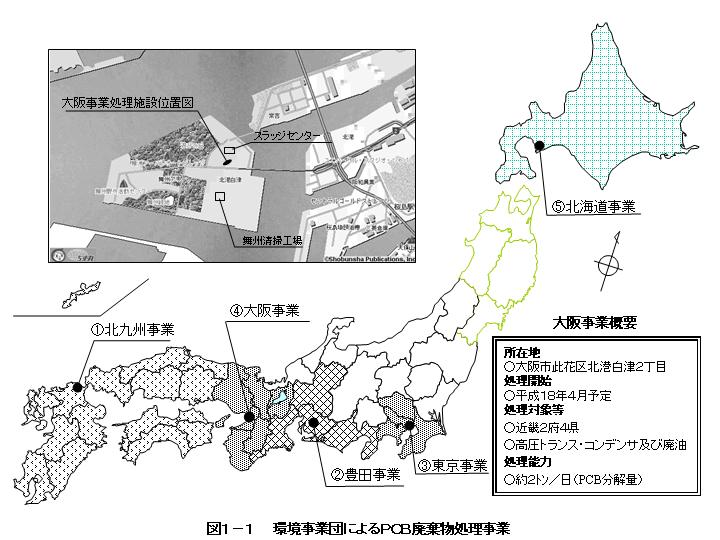 大阪事業処理施設位置図
スラッジセンター
常吉
北港
北港白津
舞州清掃工場
桜島駅
©Shobunsha Publications, Inc
⑤北海道事業
④大阪事業
①北九州事業
②豊田事業
③東京事業
大阪事業概要
所在地
○大阪市此花区北港白津2丁目
処理開始
○平成18年4月予定
処理対象等
○近畿2府4県
○高圧トランス・コンデンサ及び廃油
処理能力
○約2トン/日(PCB分解量)
図1-1 環境事業団によるPCB廃棄物処理事業